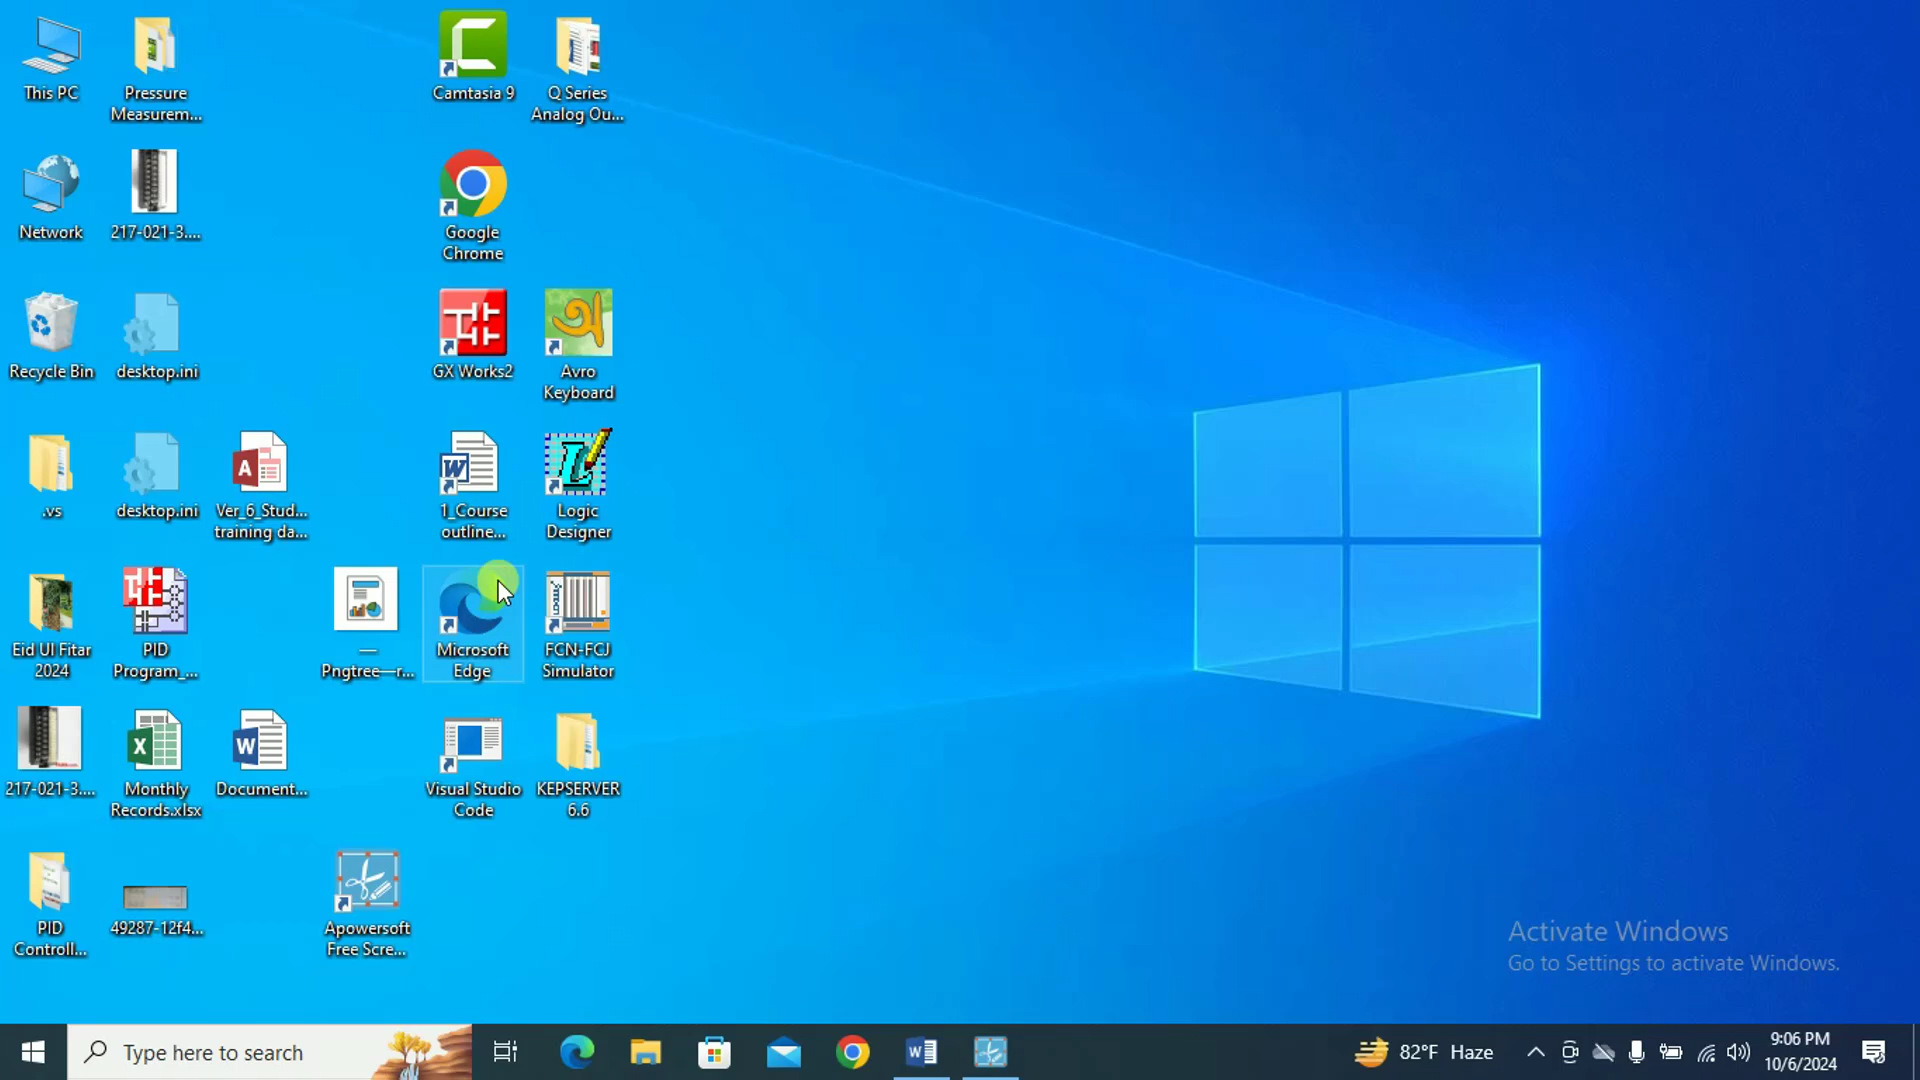 This PC
Pressure
Measurem...
Camtasia 9
Q Series
Analog Ou...
Network
217-021-3....
Google
Chrome
Recycle Bin
desktop.ini
GX Works2
Avro
Keyboard
.vs
desktop.ini
Ver_6_Stud...
training da...
1_Course
outline...
Logic
Designer
Eid Ul Fitar
2024
PID
Program_...
—
Pngtree—r...
Microsoft
Edge
FCN-FCJ
Simulator
217-021-3....
Monthly
Records.xlsx
Document...
Visual Studio
Code
KEPSERVER
6.6
PID
Controll...
49287-12f4...
Apowersoft
Free Scre...
Activate Windows
Go to Settings to activate Windows.
Type here to search
82°F Haze
9:06 PM
10/6/2024